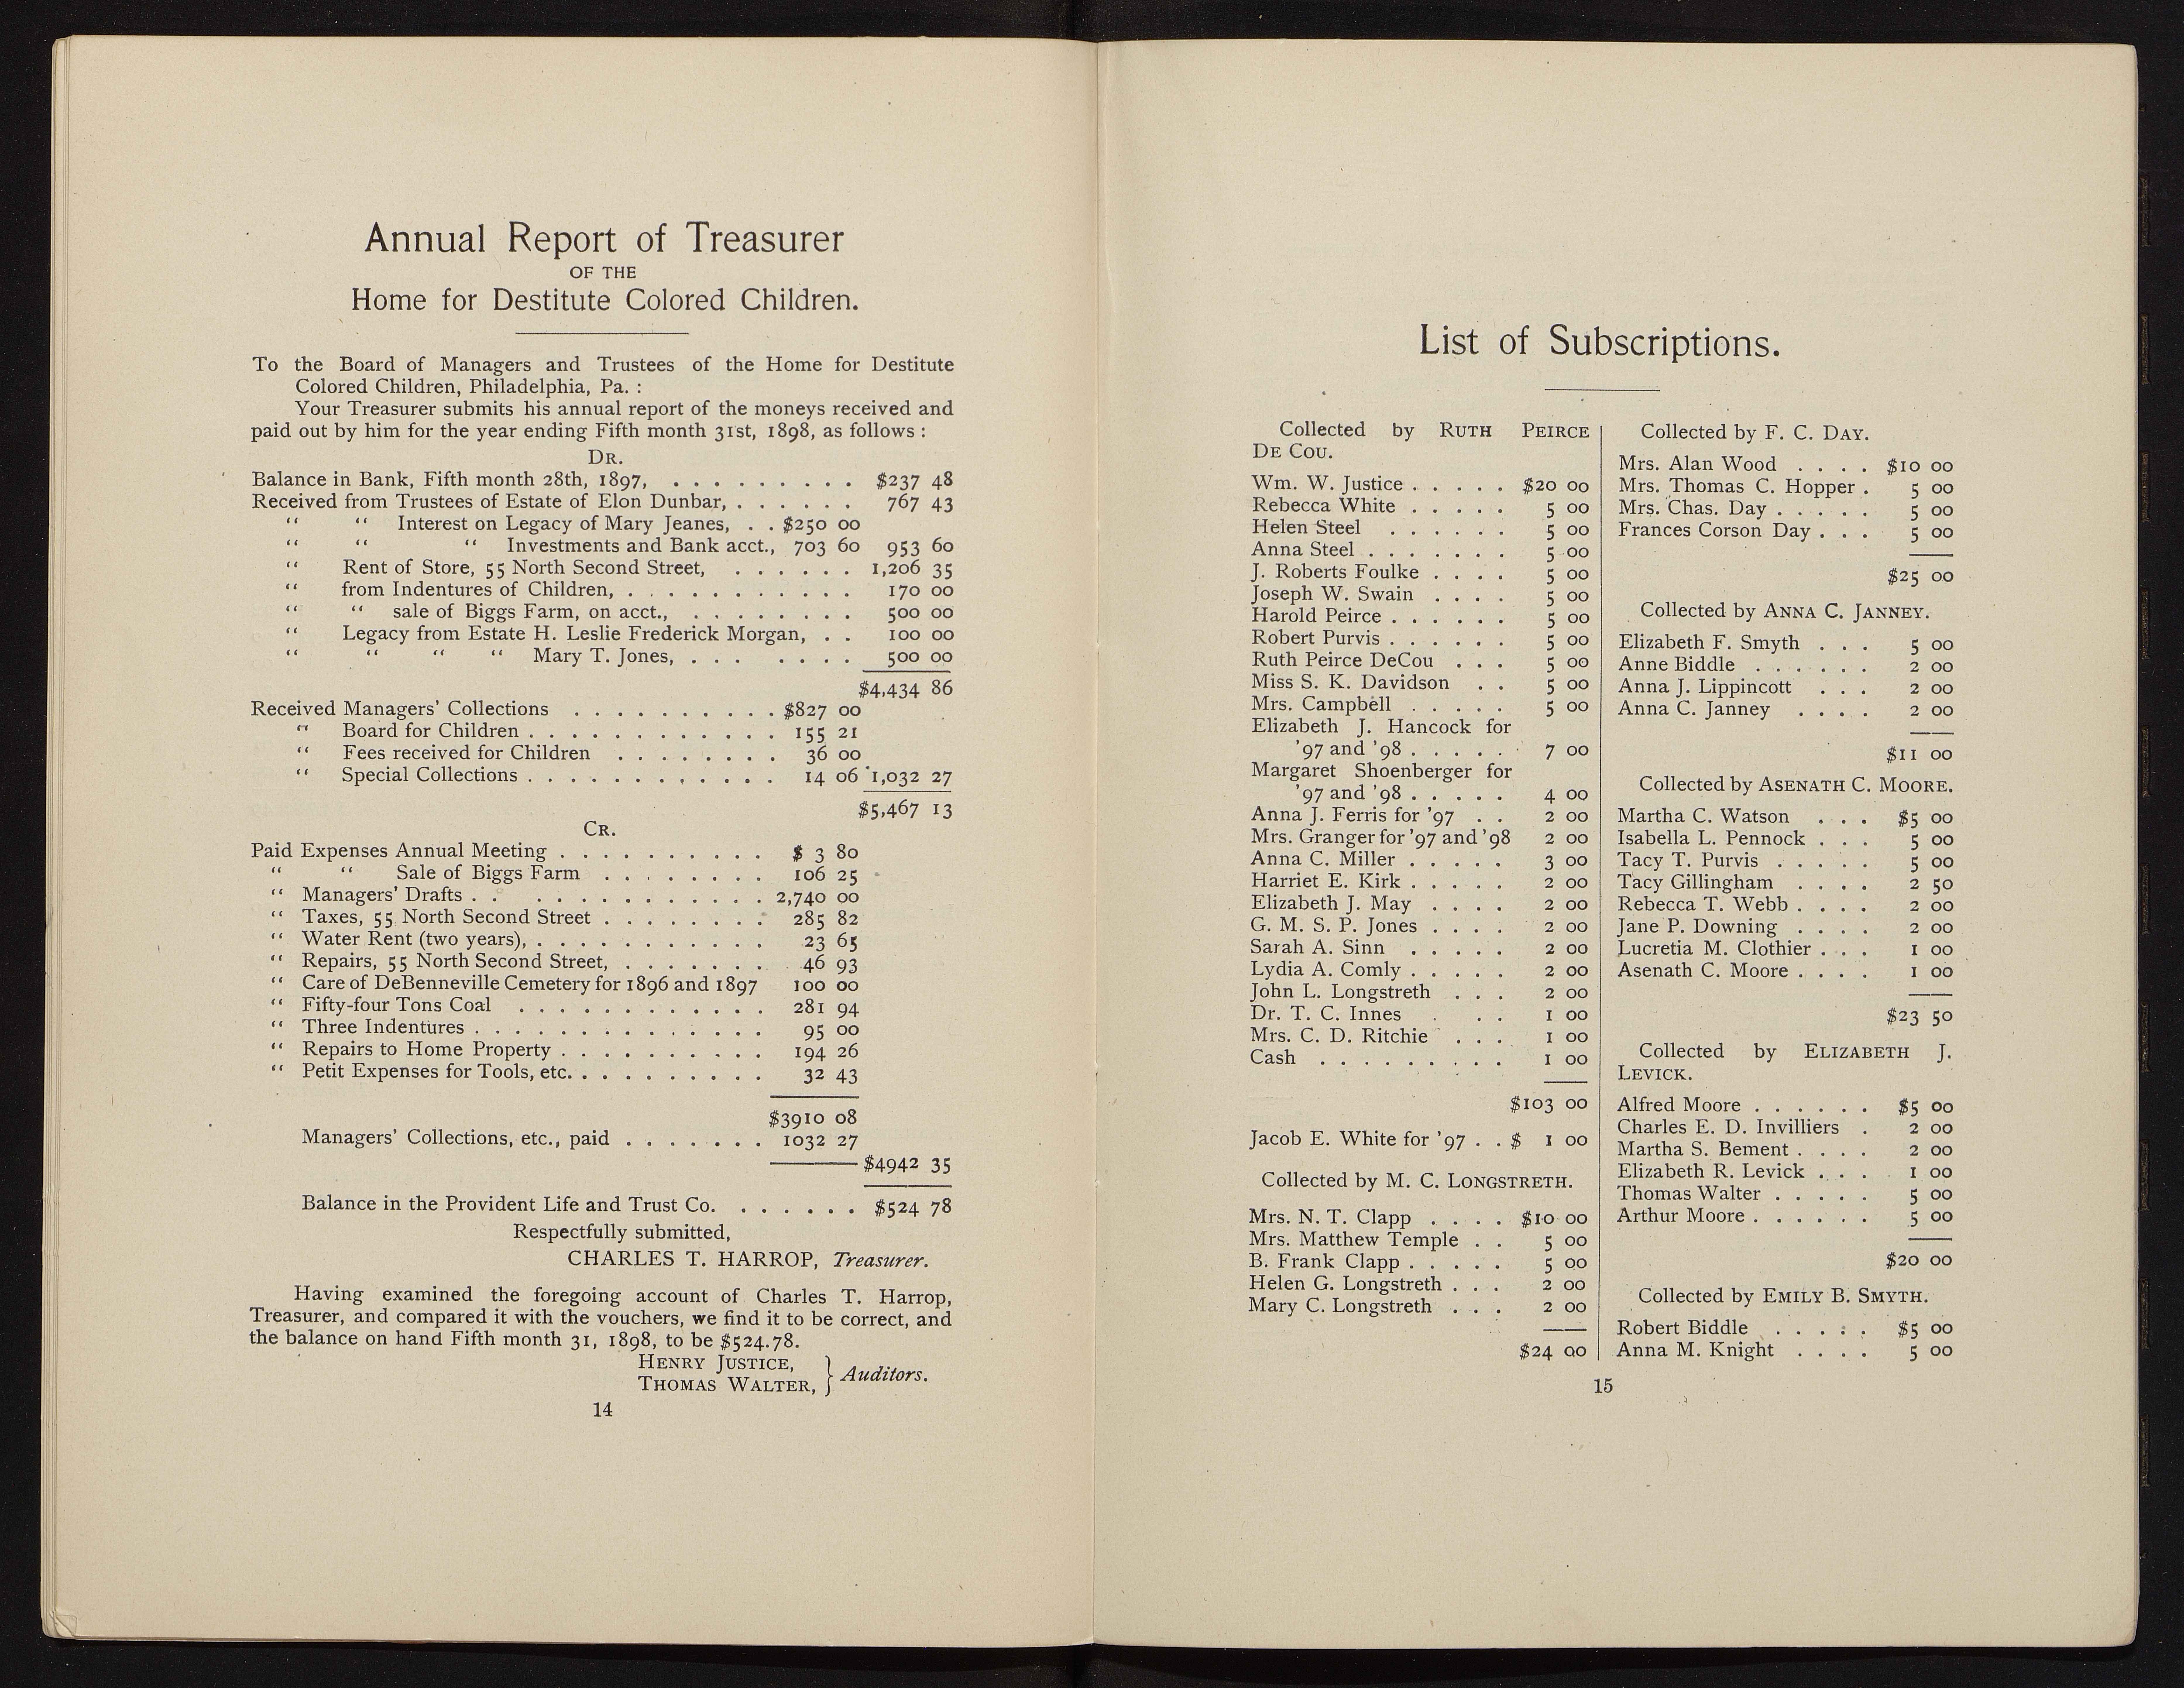 Annual Report of Treasurer
OF THE
Home for Destitute Colored Children.
To the Board of Managers and Trustees of the Home for Destitute
Colored Children, Philadelphia, Pa. :
Your Treasurer submits his annual report of the moneys received and
paid out by him for the year ending Fifth month 31st, 1898, as follows :
DR.
Balance in Bank, Fifth month 28th, 1897, . . . . . . . . . $237 48
Received from Trustees of Estate of Elon Dunbar, . . . . . . 767 43
“ “ Interest on Legacy of Mary Jeanes, . . $250 00
“ “ “ Investments and Bank acct., 703 60 953 60
“ Rent of Store, 55 North Second Street, . . . . . . 1,206 35
“ from Indentures of Children, . . . . . . . . . . . 170 00
“ “ sale of Biggs Farm, on acct., . . . . . . . . 500 00
“ Legacy from Estate H. Leslie Frederick Morgan, . . 100 00
“ “ “ “ Mary T. Jones, . . . . . . . 500 00
$4,434 86
Received Managers’ Collections . . . . . . . . . . $827 00
“ Board for Children . . . . . . . . . . . . 155 21
“ Fees received for Children . . . . . . . . 36 00
“ Special Collections . . . . . . . . . . . . 14 06 1,032 27
$5,467 13
CR.
Paid Expenses Annual Meeting . . . . . . . . . . $ 3 80
“ “ Sale of Biggs Farm . . . . . . . . 106 25
“ Managers’ Drafts . . . . . . . . . . . . . 2,740 00
“ Taxes, 55 North Second Street . . . . . . . . 285 82
“ Water Rent (two years), . . . . . . . . . . . 23 65
“ Repairs, 55 North Second Street, . . . . . . . 46 93
“ Care of DeBenneville Cemetery for 1896 and 1897 100 00
“ Fifty-four Tons Coal . . . . . . . . . . . . 281 94
“ Three Indentures . . . . . . . . . . . . . 95 00
“ Repairs to Home Property . . . . . . . . . . 194 26
“ Petit Expenses for Tools, etc. . . . . . . . . . 32 43
$3910 08
Managers’ Collections, etc., paid . . . . . . . 1032 27
$4942 35
Balance in the Provident Life and Trust Co. . . . . . . $524 78
Respectfully submitted,
CHARLES T. HARROP, Treasurer.
Having examined the foregoing account of Charles T. Harrop,
Treasurer, and compared it with the vouchers, we find it to be correct, and
the balance on hand Fifth month 31, 1898, to be $524.78.
HENRY JUSTICE,
THOMAS WALTER, } Auditors.
14
List of Subscriptions.
Collected by RUTH PEIRCE
DE COU.
Wm. W. Justice . . . . . $20 00
Rebecca White . . . . . 5 00
Helen Steel . . . . . . 5 00
Anna Steel . . . . . . . 5 00
J. Roberts Foulke . . . . 5 00
Joseph W. Swain . . . . 5 00
Harold Peirce . . . . . . 5 00
Robert Purvis . . . . . . 5 00
Ruth Peirce DeCou . . . 5 00
Miss S. K. Davidson . . 5 00
Mrs. Campbell . . . . . 5 00
Elizabeth J. Hancock for
’97 and ’98 . . . . . 7 00
Margaret Shoenberger for
’97 and ’98 . . . . . 4 00
Anna J. Ferris for ’97 . . 2 00
Mrs. Granger for ’97 and ’98 2 00
Anna C. Miller . . . . . 3 00
Harriet E. Kirk . . . . . 2 00
Elizabeth J. May . . . . 2 00
G. M. S. P. Jones . . . . 2 00
Sarah A. Sinn . . . . . 2 00
Lydia A. Comly . . . . . 2 00
John L. Longstreth . . . 2 00
Dr. T. C. Innes . . . 1 00
Mrs. C. D. Ritchie . . . 1 00
Cash . . . . . . . . . 1 00
$103 00
Jacob E. White for ’97 . . $ 1 00
Collected by M. C. LONGSTRETH.
Mrs. N. T. Clapp . . . . $10 00
Mrs. Matthew Temple . . 5 00
B. Frank Clapp . . . . . 5 00
Helen G. Longstreth . . . 2 00
Mary C. Longstreth . . . 2 00
$24 00
Collected by F. C. DAY.
Mrs. Alan Wood . . . . $10 00
Mrs. Thomas C. Hopper . 5 00
Mrs. Chas. Day . . . . . 5 00
Frances Corson Day . . . 5 00
$25 00
Collected by ANNA C. JANNEY.
Elizabeth F. Smyth . . . 5 00
Anne Biddle . . . . . . 2 00
Anna J. Lippincott . . . 2 00
Anna C. Janney . . . . 2 00
$11 00
Collected by ASENATH C. MOORE.
Martha C. Watson . . . $5 00
Isabella L. Pennock . . . 5 00
Tacy T. Purvis . . . . . 5 00
Tacy Gillingham . . . . 2 50
Rebecca T. Webb . . . . 2 00
Jane P. Downing . . . . 2 00
Lucretia M. Clothier . . . 1 00
Asenath C. Moore . . . . 1 00
$23 50
Collected by ELIZABETH J.
LEVICK.
Alfred Moore . . . . . . $5 00
Charles E. D. Invilliers . 2 00
Martha S. Bement . . . . 2 00
Elizabeth R. Levick . . . 1 00
Thomas Walter . . . . . 5 00
Arthur Moore . . . . . . 5 00
$20 00
Collected by EMILY B. SMYTH.
Robert Biddle . . . . . $5 00
Anna M. Knight . . . . 5 00
15